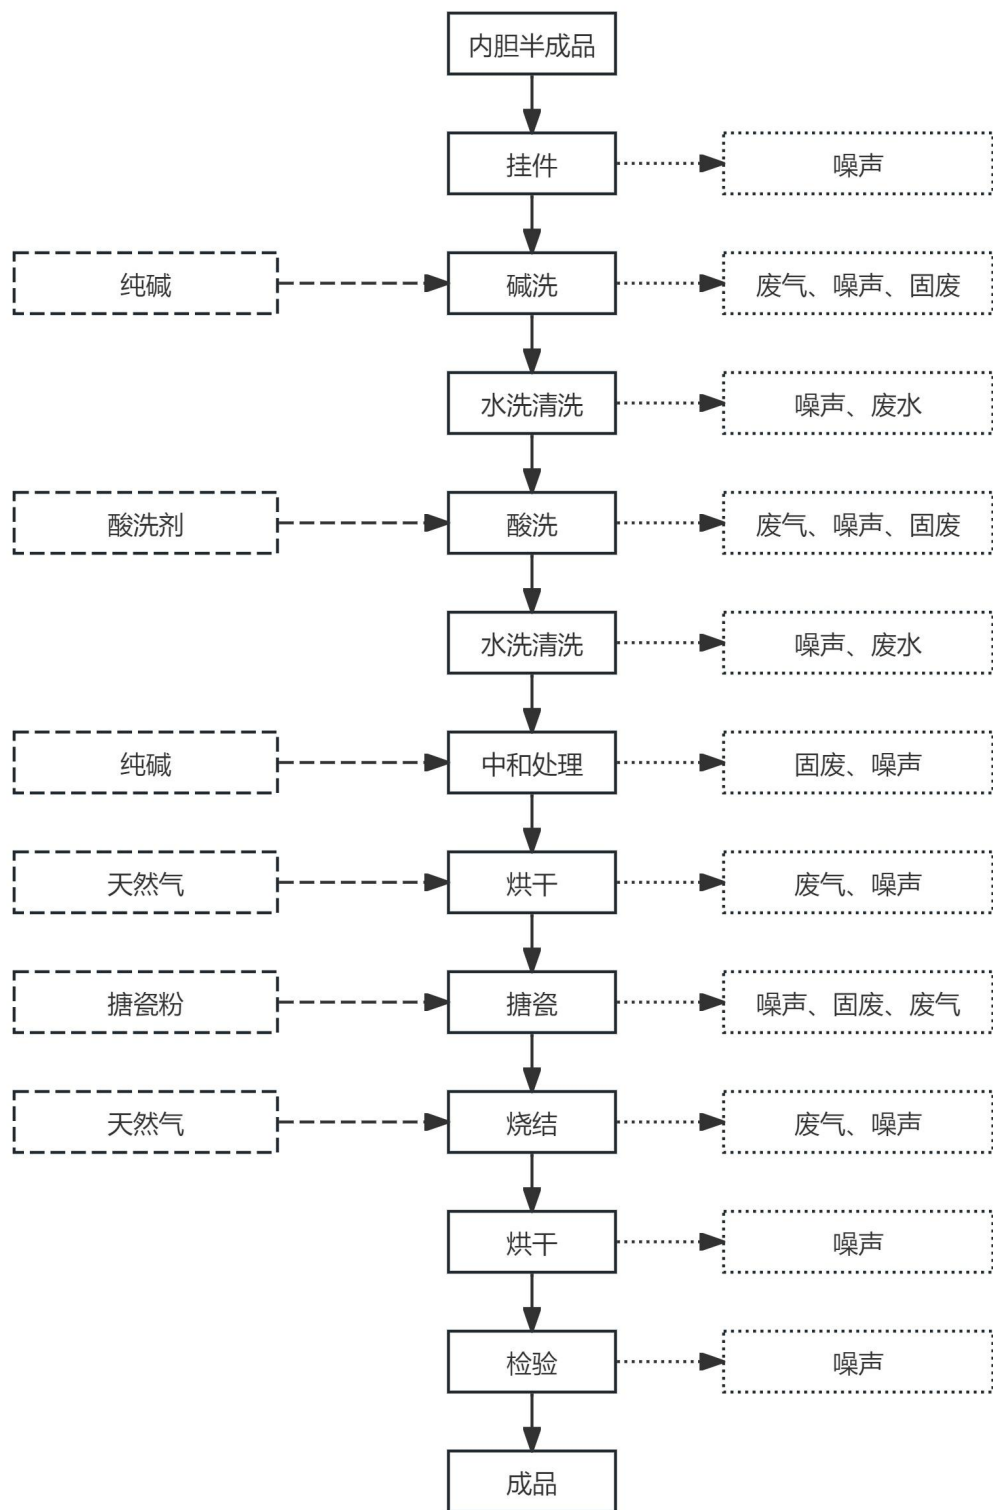 内胆半成品
挂件
噪声
纯碱
碱洗
废气、噪声、固废
水洗清洗
噪声、废水
酸洗剂
酸洗
废气、噪声、固废
水洗清洗
噪声、废水
纯碱
中和处理
固废、噪声
天然气
烘干
废气、噪声
搪瓷粉
搪瓷
噪声、固废、废气
天然气
烧结
废气、噪声
烘干
噪声
检验
噪声
成品